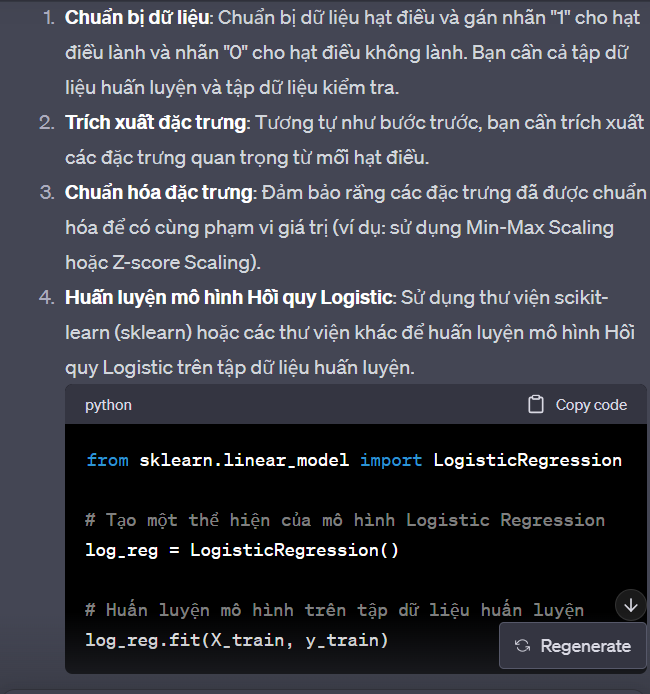 1. Chuẩn bị dữ liệu: Chuẩn bị dữ liệu hạt điều và gán nhãn "1" cho hạt
điều lành và nhãn "0" cho hạt điều không lành. Bạn cần cả tập dữ
liệu huấn luyện và tập dữ liệu kiểm tra.
2. Trích xuất đặc trưng: Tương tự như bước trước, bạn cần trích xuất
các đặc trưng quan trọng từ mỗi hạt điều.
3. Chuẩn hóa đặc trưng: Đảm bảo rằng các đặc trưng đã được chuẩn
hóa để có cùng phạm vi giá trị (ví dụ: sử dụng Min-Max Scaling
hoặc Z-score Scaling).
4. Huấn luyện mô hình Hồi quy Logistic: Sử dụng thư viện scikit-
learn (sklearn) hoặc các thư viện khác để huấn luyện mô hình Hồi
quy Logistic trên tập dữ liệu huấn luyện.
python Copy code
from sklearn.linear_model import LogisticRegression
# Tạo một thể hiện của mô hình Logistic Regression
log_reg = LogisticRegression()
# Huấn luyện mô hình trên tập dữ liệu huấn luyện
log_reg.fit(X_train, y_train)
Regenerate